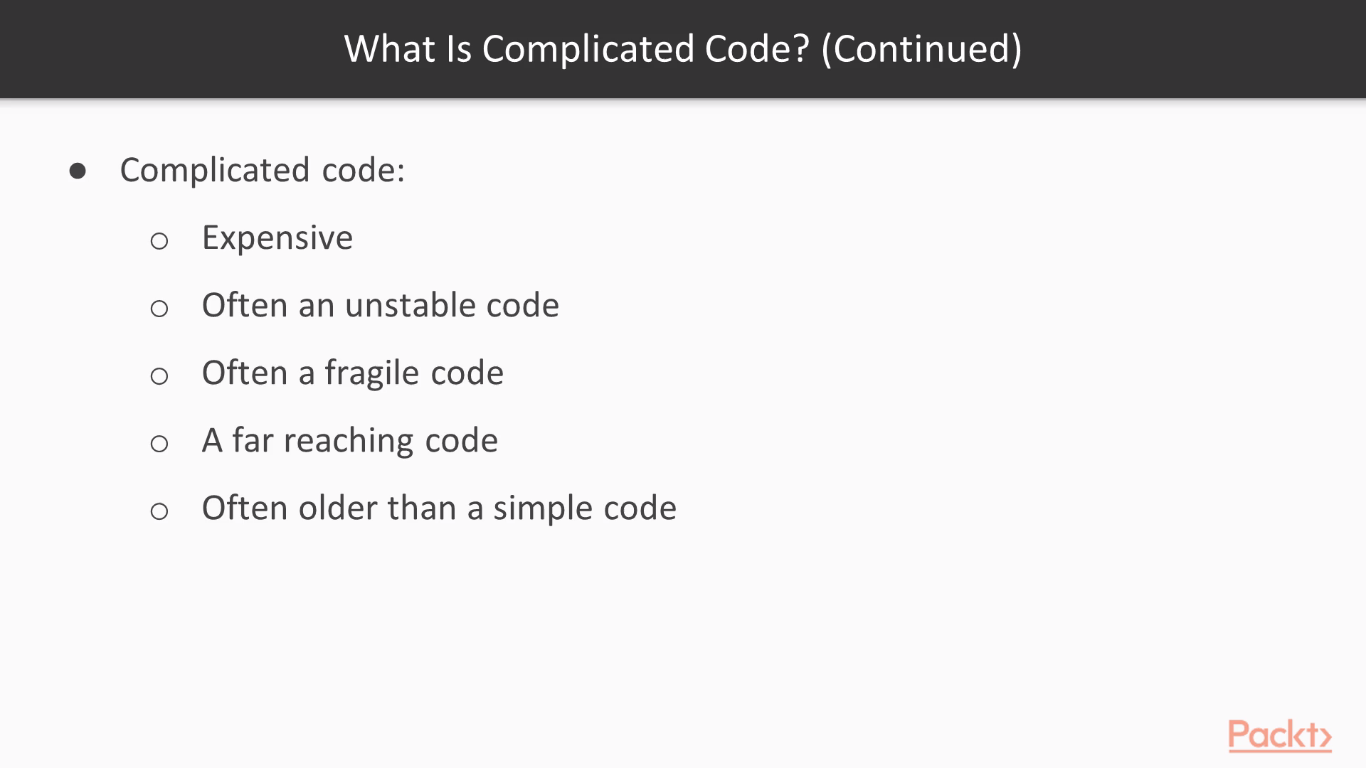 What Is Complicated Code? (Continued)
● Complicated code:
○ Expensive
○ Often an unstable code
○ Often a fragile code
○ A far reaching code
○ Often older than a simple code
Packt>